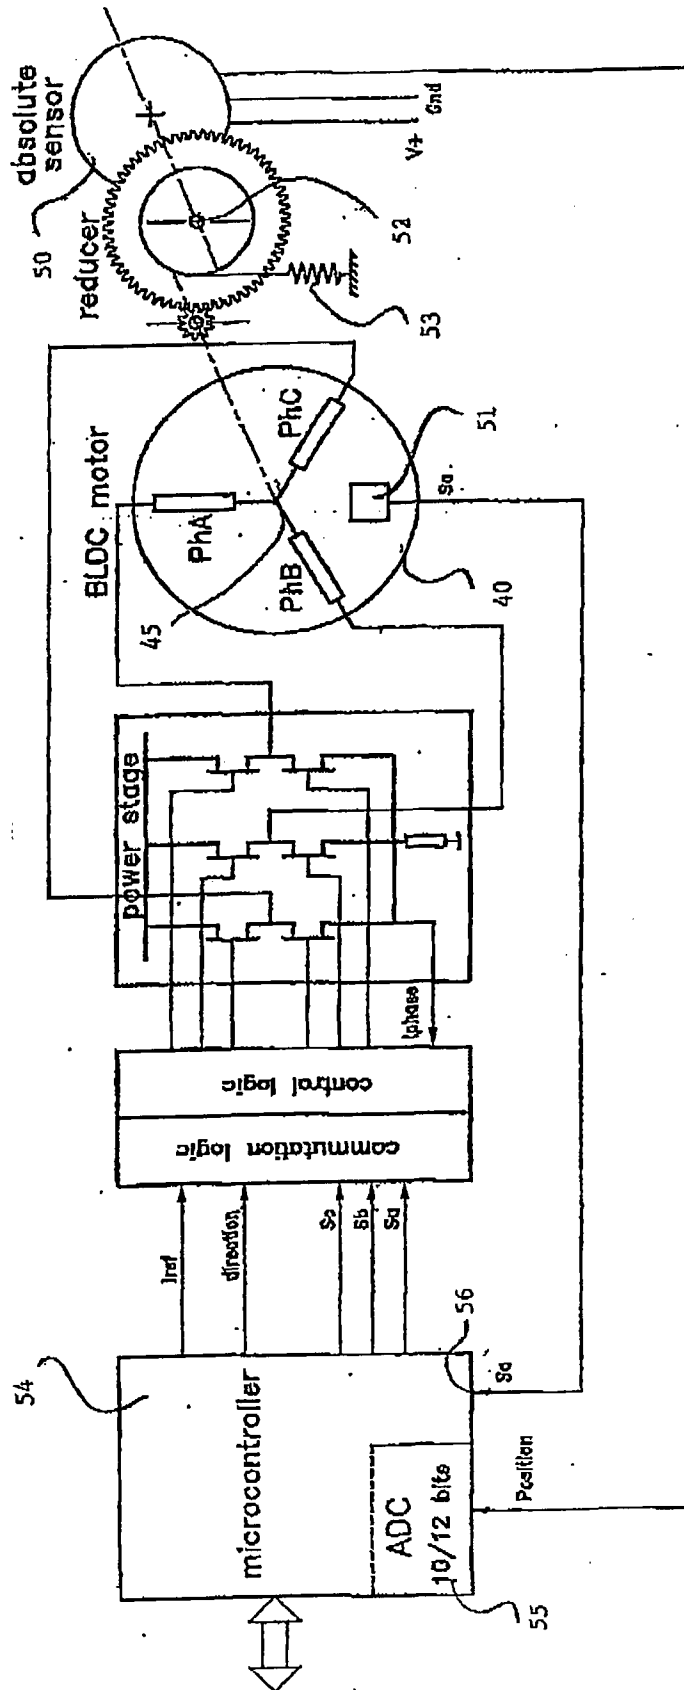 54
microcontroller
ADC
10/12 bits
55
Position
Sa
56
Iref
direction
Sc
Sb
Sa
commutation logic
control logic
Iphase
power stage
BLDC motor
45
PhA
PhB
PhC
Sa
40
51
50
absolute
sensor
reducer
53
52
V+
Gnd